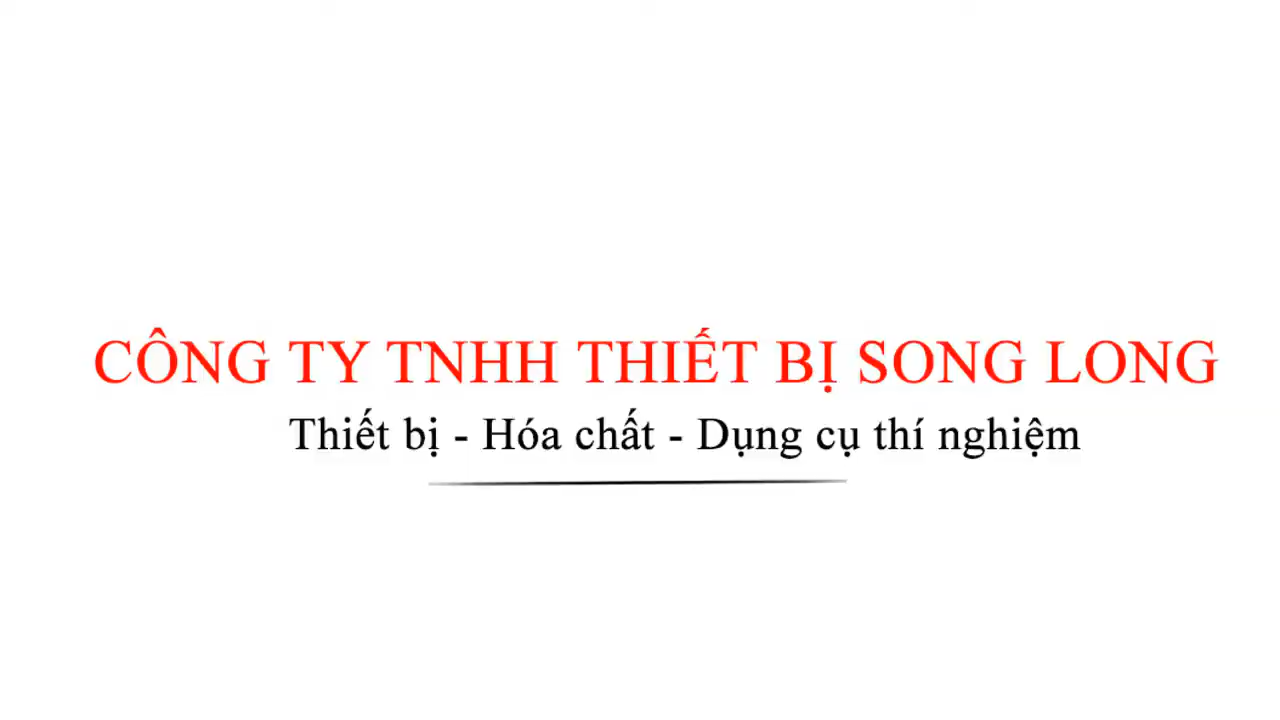 CÔNG TY TNHH THIẾT BỊ SONG LONG
Thiết bị - Hóa chất - Dụng cụ thí nghiệm